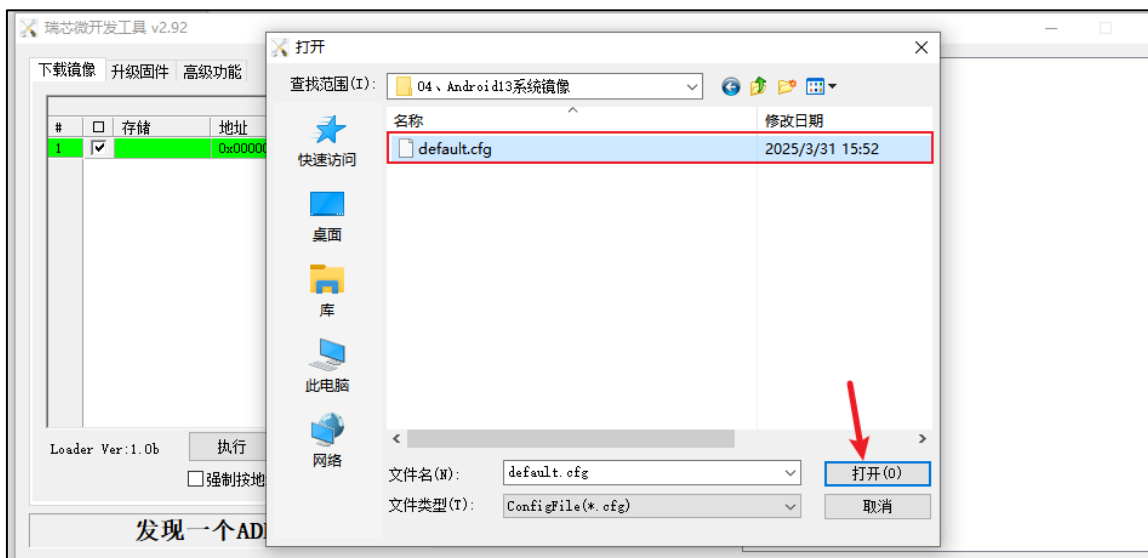 瑞芯微开发工具 v2.92
打开
下载镜像 升级固件 高级功能
查找范围(I): 04、Android13系统镜像
# 存储 地址
1 0x0000
名称 修改日期
default.cfg 2025/3/31 15:52
快速访问
桌面
库
此电脑
网络
Loader Ver:1.0b 执行
强制按地
文件名(N): default.cfg 打开(O)
文件类型(T): ConfigFile(*.cfg) 取消
发现一个AD